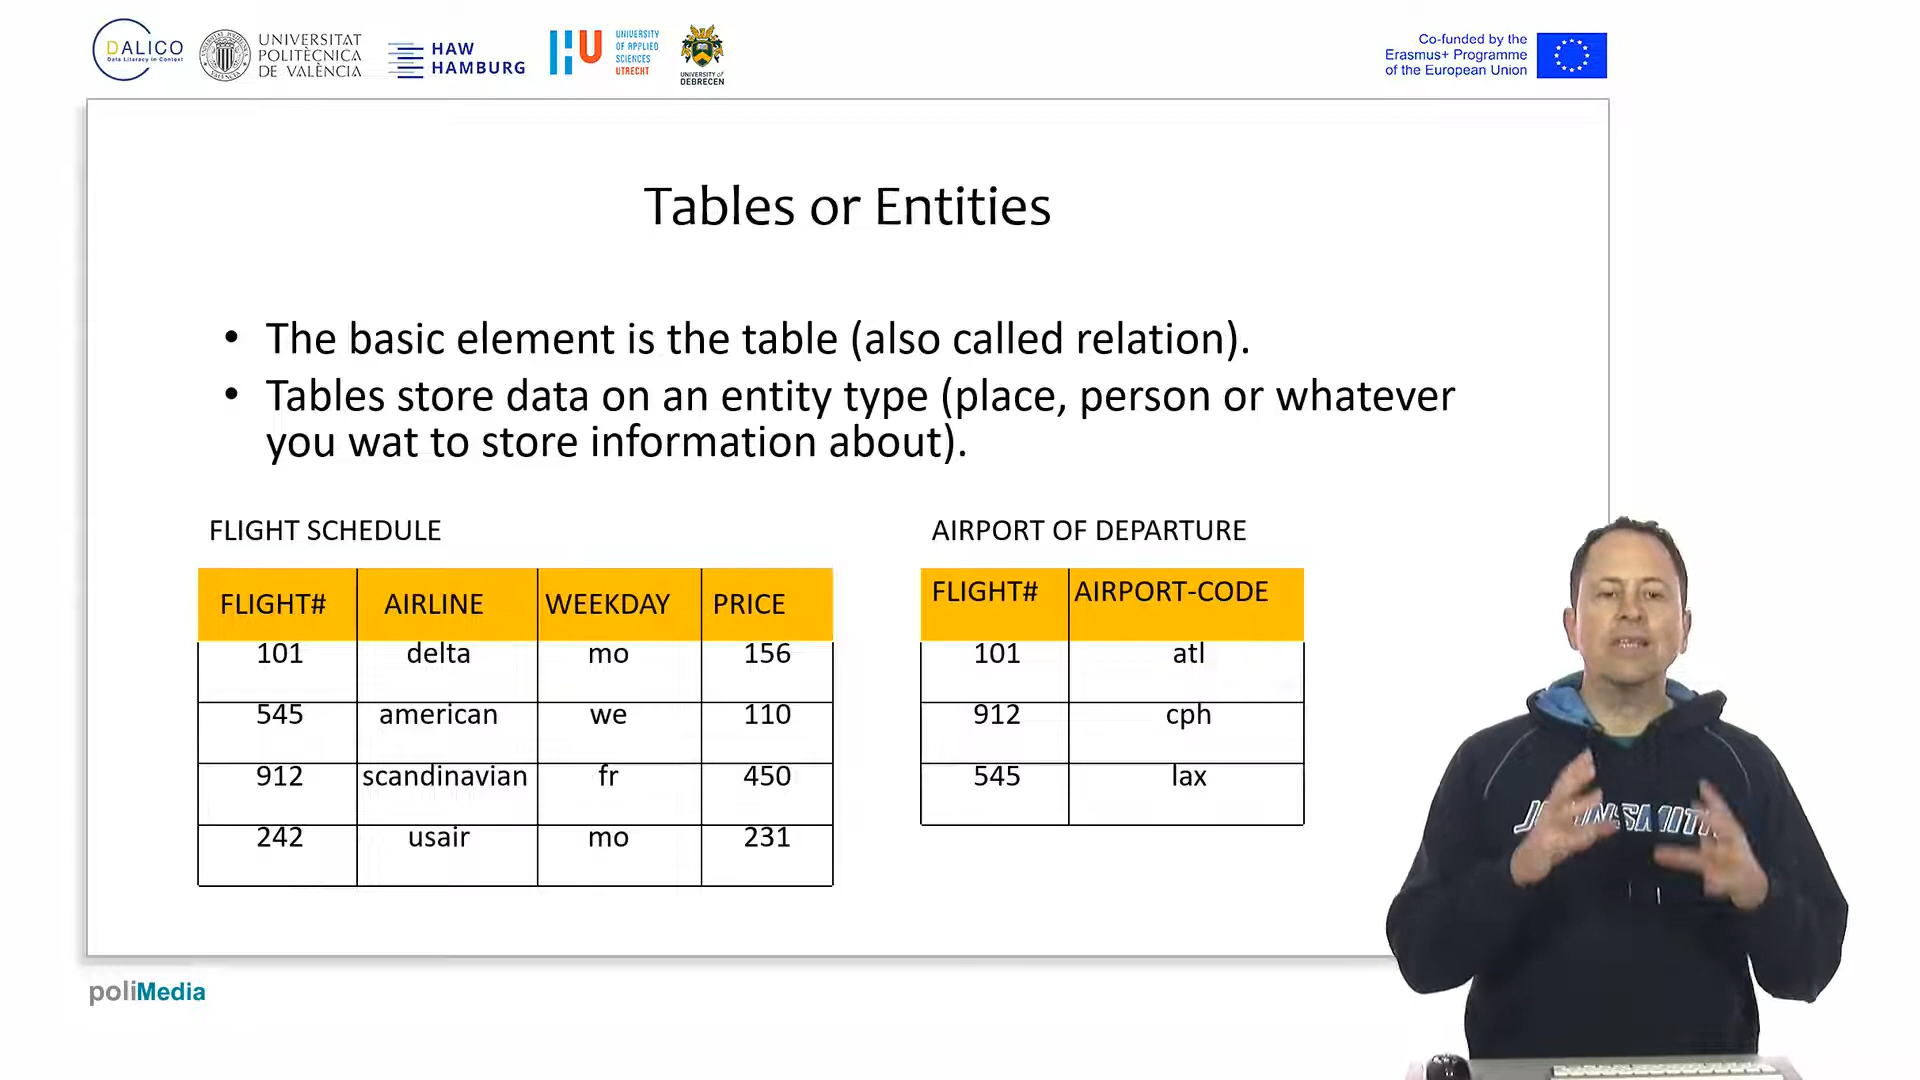 DALICO
Data Literacy in Context
UNIVERSITAT
POLITÈCNICA
DE VALÈNCIA
HAW
HAMBURG
UNIVERSITY
OF APPLIED
SCIENCES
UTRECHT
UNIVERSITY of
DEBRECEN
Co-funded by the
Erasmus+ Programme
of the European Union
Tables or Entities
• The basic element is the table (also called relation).
• Tables store data on an entity type (place, person or whatever
you wat to store information about).
FLIGHT SCHEDULE
FLIGHT# AIRLINE WEEKDAY PRICE
101 delta mo 156
545 american we 110
912 scandinavian fr 450
242 usair mo 231
AIRPORT OF DEPARTURE
FLIGHT# AIRPORT-CODE
101 atl
912 cph
545 lax
poliMedia